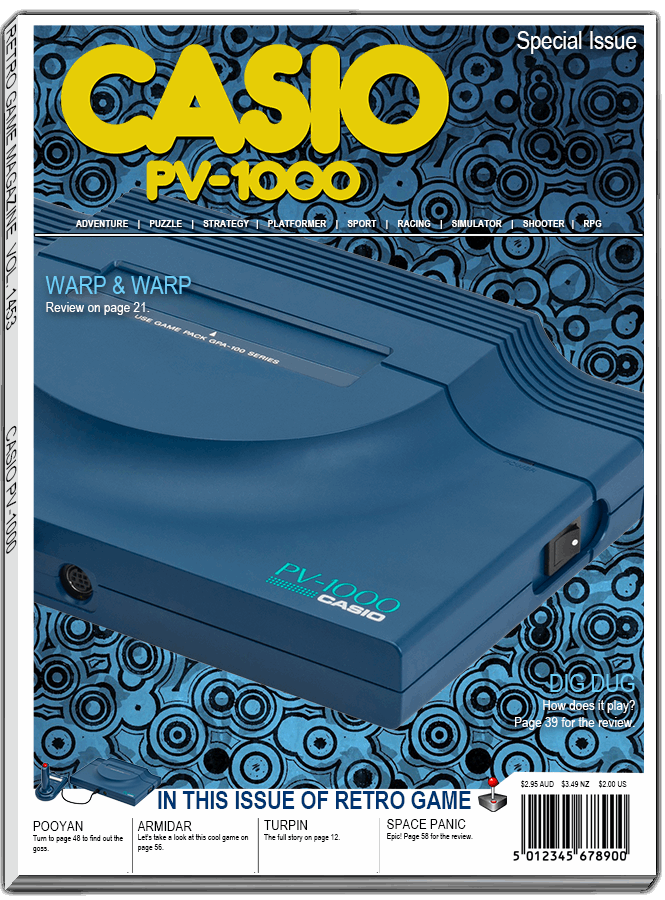 Special Issue
CASIO
PV-1000
ADVENTURE | PUZZLE | STRATEGY | PLATFORMER | SPORT | RACING | SIMULATOR | SHOOTER | RPG
RETRO GAME MAGAZINE VOL. 1453
CASIO PV-1000
WARP & WARP
Review on page 21.
USE GAME PACK GPA-100 SERIES
POWER
PV-1000
CASIO
DIG DUG
How does it play?
Page 39 for the review.
IN THIS ISSUE OF RETRO GAME
$2.95 AUD $3.49 NZ $2.00 US
POOYAN
Turn to page 48 to find out the
goss.
ARMIDAR
Let's take a look at this cool game on
page 56.
TURPIN
The full story on page 12.
SPACE PANIC
Epic! Page 58 for the review.
5 012345 678900